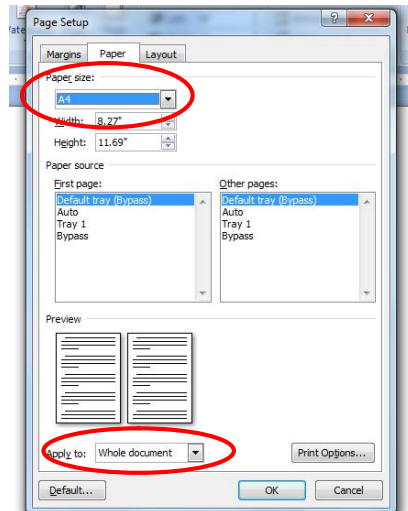 Page Setup
Margins Paper Layout
Paper size:
A4
Width: 8.27"
Height: 11.69"
Paper source
First page: Other pages:
Default tray (Bypass) Default tray (Bypass)
Auto Auto
Tray 1 Tray 1
Bypass Bypass
Preview
Apply to: Whole document Print Options...
Default... OK Cancel